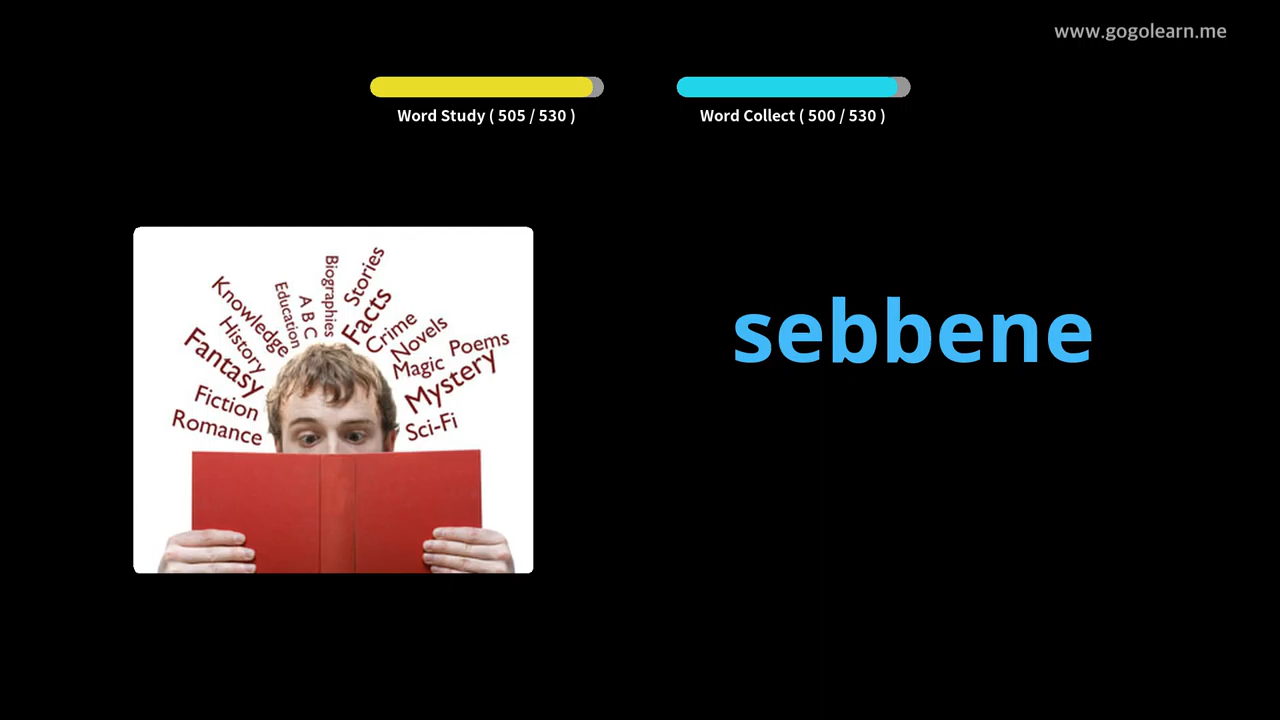 www.gogolearn.me
Word Study ( 505 / 530 )
Word Collect ( 500 / 530 )
Biographies
Stories
Education
A B C
Facts
Knowledge
Crime
History
Novels
Poems
Fantasy
Magic
Mystery
Fiction
Romance
Sci-Fi
sebbene